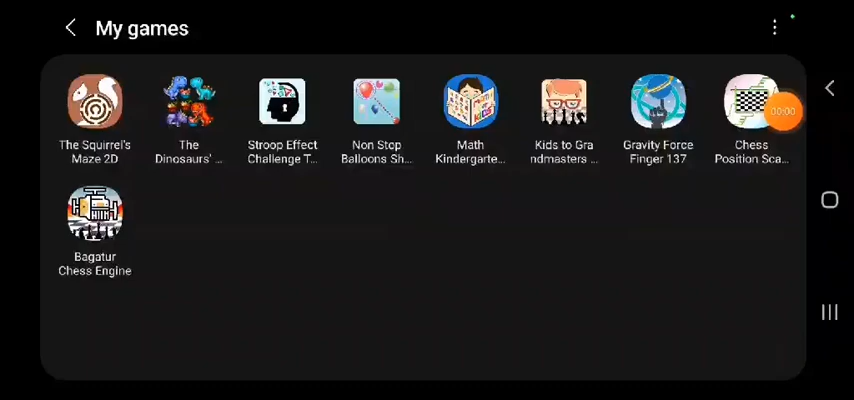 My games
00:00
The Squirrel's
Maze 2D
The
Dinosaurs' ...
Stroop Effect
Challenge T...
Non Stop
Balloons Sh...
Math
Kindergarte...
Kids to Gra
ndmasters ...
Gravity Force
Finger 137
Chess
Position Sca...
Bagatur
Chess Engine